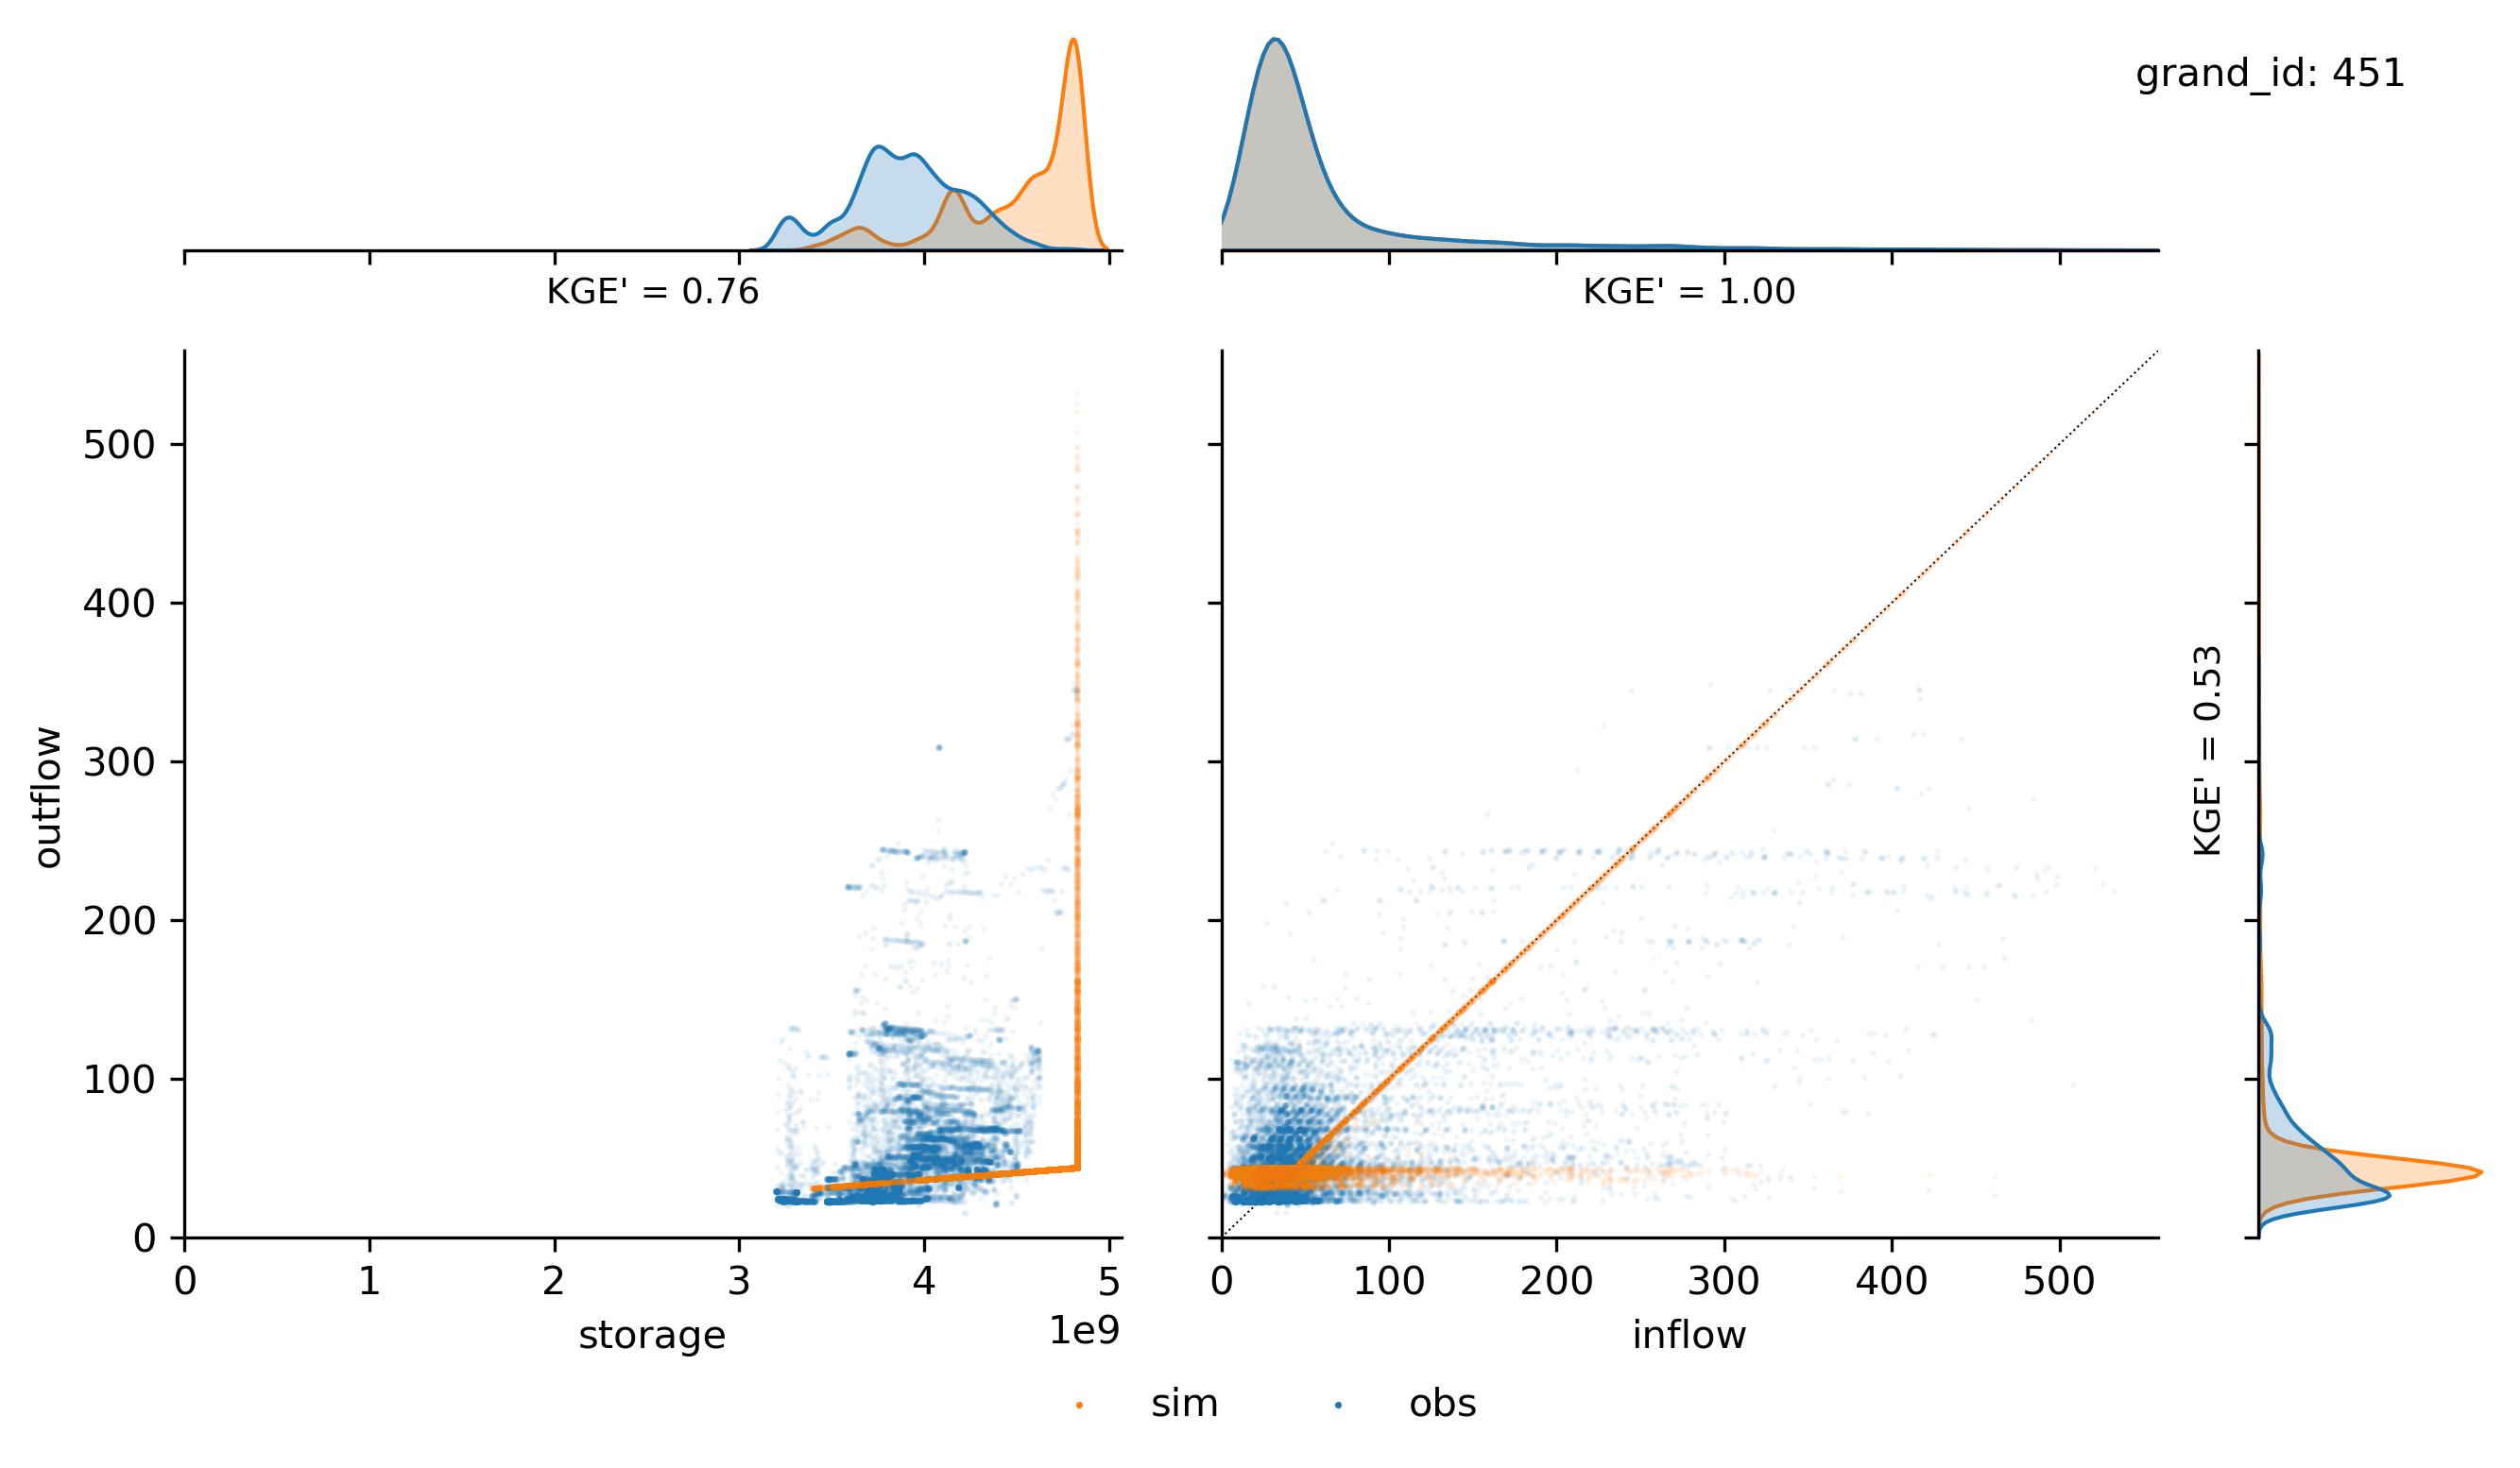 grand_id: 451
KGE' = 0.76
KGE' = 1.00
500
400
300
200
100
0
outflow
KGE' = 0.53
0 1 2 3 4 5
0 100 200 300 400 500
1e9
storage
inflow
sim obs